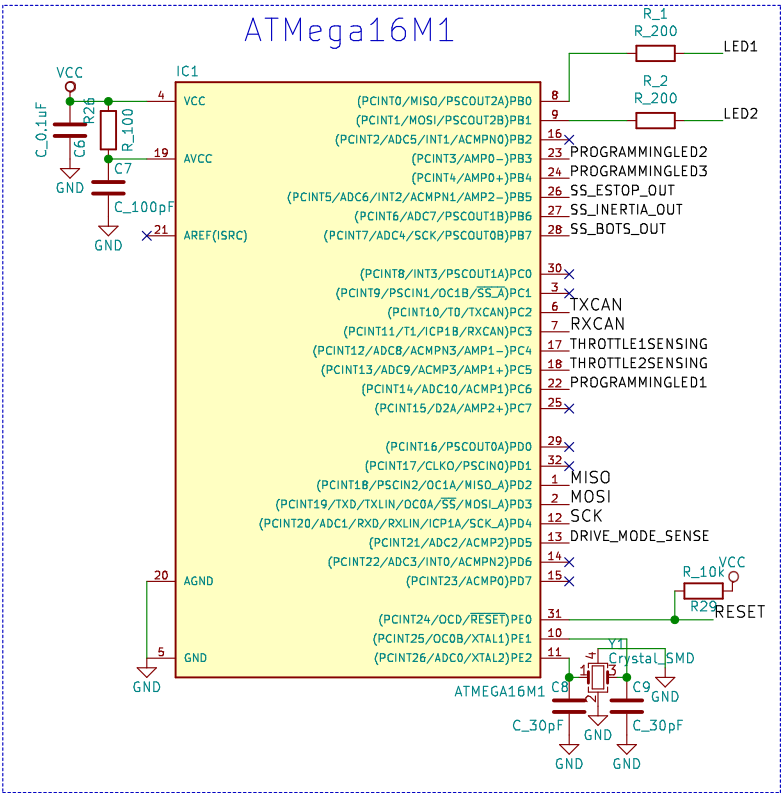 ATMega16M1
R_1
R_200
LED1
R_2
R_200
LED2
IC1
VCC
C_0.1uF
C6
GND
R26
R_100
C7
C_100pF
GND
4 VCC
19 AVCC
21 AREF(ISRC)
20 AGND
5 GND
GND
(PCINT0/MISO/PSCOUT2A)PB0 8
(PCINT1/MOSI/PSCOUT2B)PB1 9
(PCINT2/ADC5/INT1/ACMPN0)PB2 16
(PCINT3/AMP0-)PB3 23 PROGRAMMINGLED2
(PCINT4/AMP0+)PB4 24 PROGRAMMINGLED3
(PCINT5/ADC6/INT2/ACMPN1/AMP2-)PB5 26 SS_ESTOP_OUT
(PCINT6/ADC7/PSCOUT1B)PB6 27 SS_INERTIA_OUT
(PCINT7/ADC4/SCK/PSCOUT0B)PB7 28 SS_BOTS_OUT
(PCINT8/INT3/PSCOUT1A)PC0 30
(PCINT9/PSCIN1/OC1B/SS_A)PC1 3
(PCINT10/T0/TXCAN)PC2 6 TXCAN
(PCINT11/T1/ICP1B/RXCAN)PC3 7 RXCAN
(PCINT12/ADC8/ACMPN3/AMP1-)PC4 17 THROTTLE1SENSING
(PCINT13/ADC9/ACMP3/AMP1+)PC5 18 THROTTLE2SENSING
(PCINT14/ADC10/ACMP1)PC6 22 PROGRAMMINGLED1
(PCINT15/D2A/AMP2+)PC7 25
(PCINT16/PSCOUT0A)PD0 29
(PCINT17/CLKO/PSCIN0)PD1 32
(PCINT18/PSCIN2/OC1A/MISO_A)PD2 1 MISO
(PCINT19/TXD/TXLIN/OC0A/SS/MOSI_A)PD3 2 MOSI
(PCINT20/ADC1/RXD/RXLIN/ICP1A/SCK_A)PD4 12 SCK
(PCINT21/ADC2/ACMP2)PD5 13 DRIVE_MODE_SENSE
(PCINT22/ADC3/INT0/ACMPN2)PD6 14
(PCINT23/ACMP0)PD7 15
(PCINT24/OCD/RESET)PE0 31
(PCINT25/OC0B/XTAL1)PE1 10
(PCINT26/ADC0/XTAL2)PE2 11
ATMEGA16M1
VCC
R_10k
R29
RESET
Y1
Crystal_SMD
4
1
3
2
GND
GND
C8
C_30pF
GND
C9
C_30pF
GND